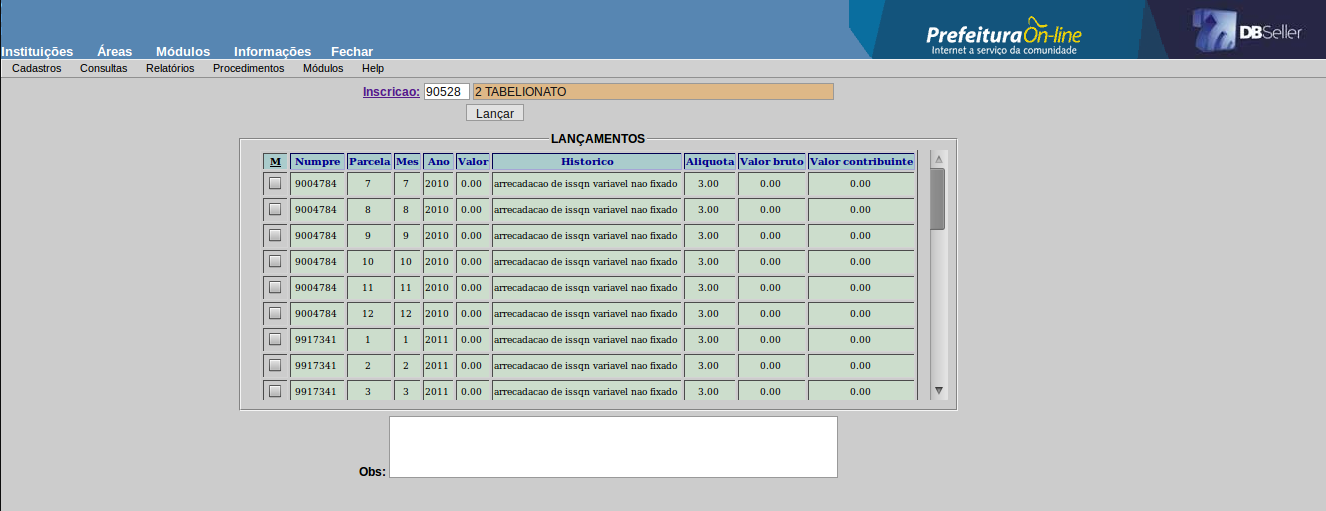 Prefeitura On-line
Internet a serviço da comunidade
DBSeller
Instituições Áreas Módulos Informações Fechar
Cadastros Consultas Relatórios Procedimentos Módulos Help
Inscricao: 90528 2 TABELIONATO
Lançar
LANÇAMENTOS
M Numpre Parcela Mes Ano Valor Historico Aliquota Valor bruto Valor contribuinte
9004784 7 7 2010 0.00 arrecadacao de issqn variavel nao fixado 3.00 0.00 0.00
9004784 8 8 2010 0.00 arrecadacao de issqn variavel nao fixado 3.00 0.00 0.00
9004784 9 9 2010 0.00 arrecadacao de issqn variavel nao fixado 3.00 0.00 0.00
9004784 10 10 2010 0.00 arrecadacao de issqn variavel nao fixado 3.00 0.00 0.00
9004784 11 11 2010 0.00 arrecadacao de issqn variavel nao fixado 3.00 0.00 0.00
9004784 12 12 2010 0.00 arrecadacao de issqn variavel nao fixado 3.00 0.00 0.00
9917341 1 1 2011 0.00 arrecadacao de issqn variavel nao fixado 3.00 0.00 0.00
9917341 2 2 2011 0.00 arrecadacao de issqn variavel nao fixado 3.00 0.00 0.00
9917341 3 3 2011 0.00 arrecadacao de issqn variavel nao fixado 3.00 0.00 0.00
Obs: